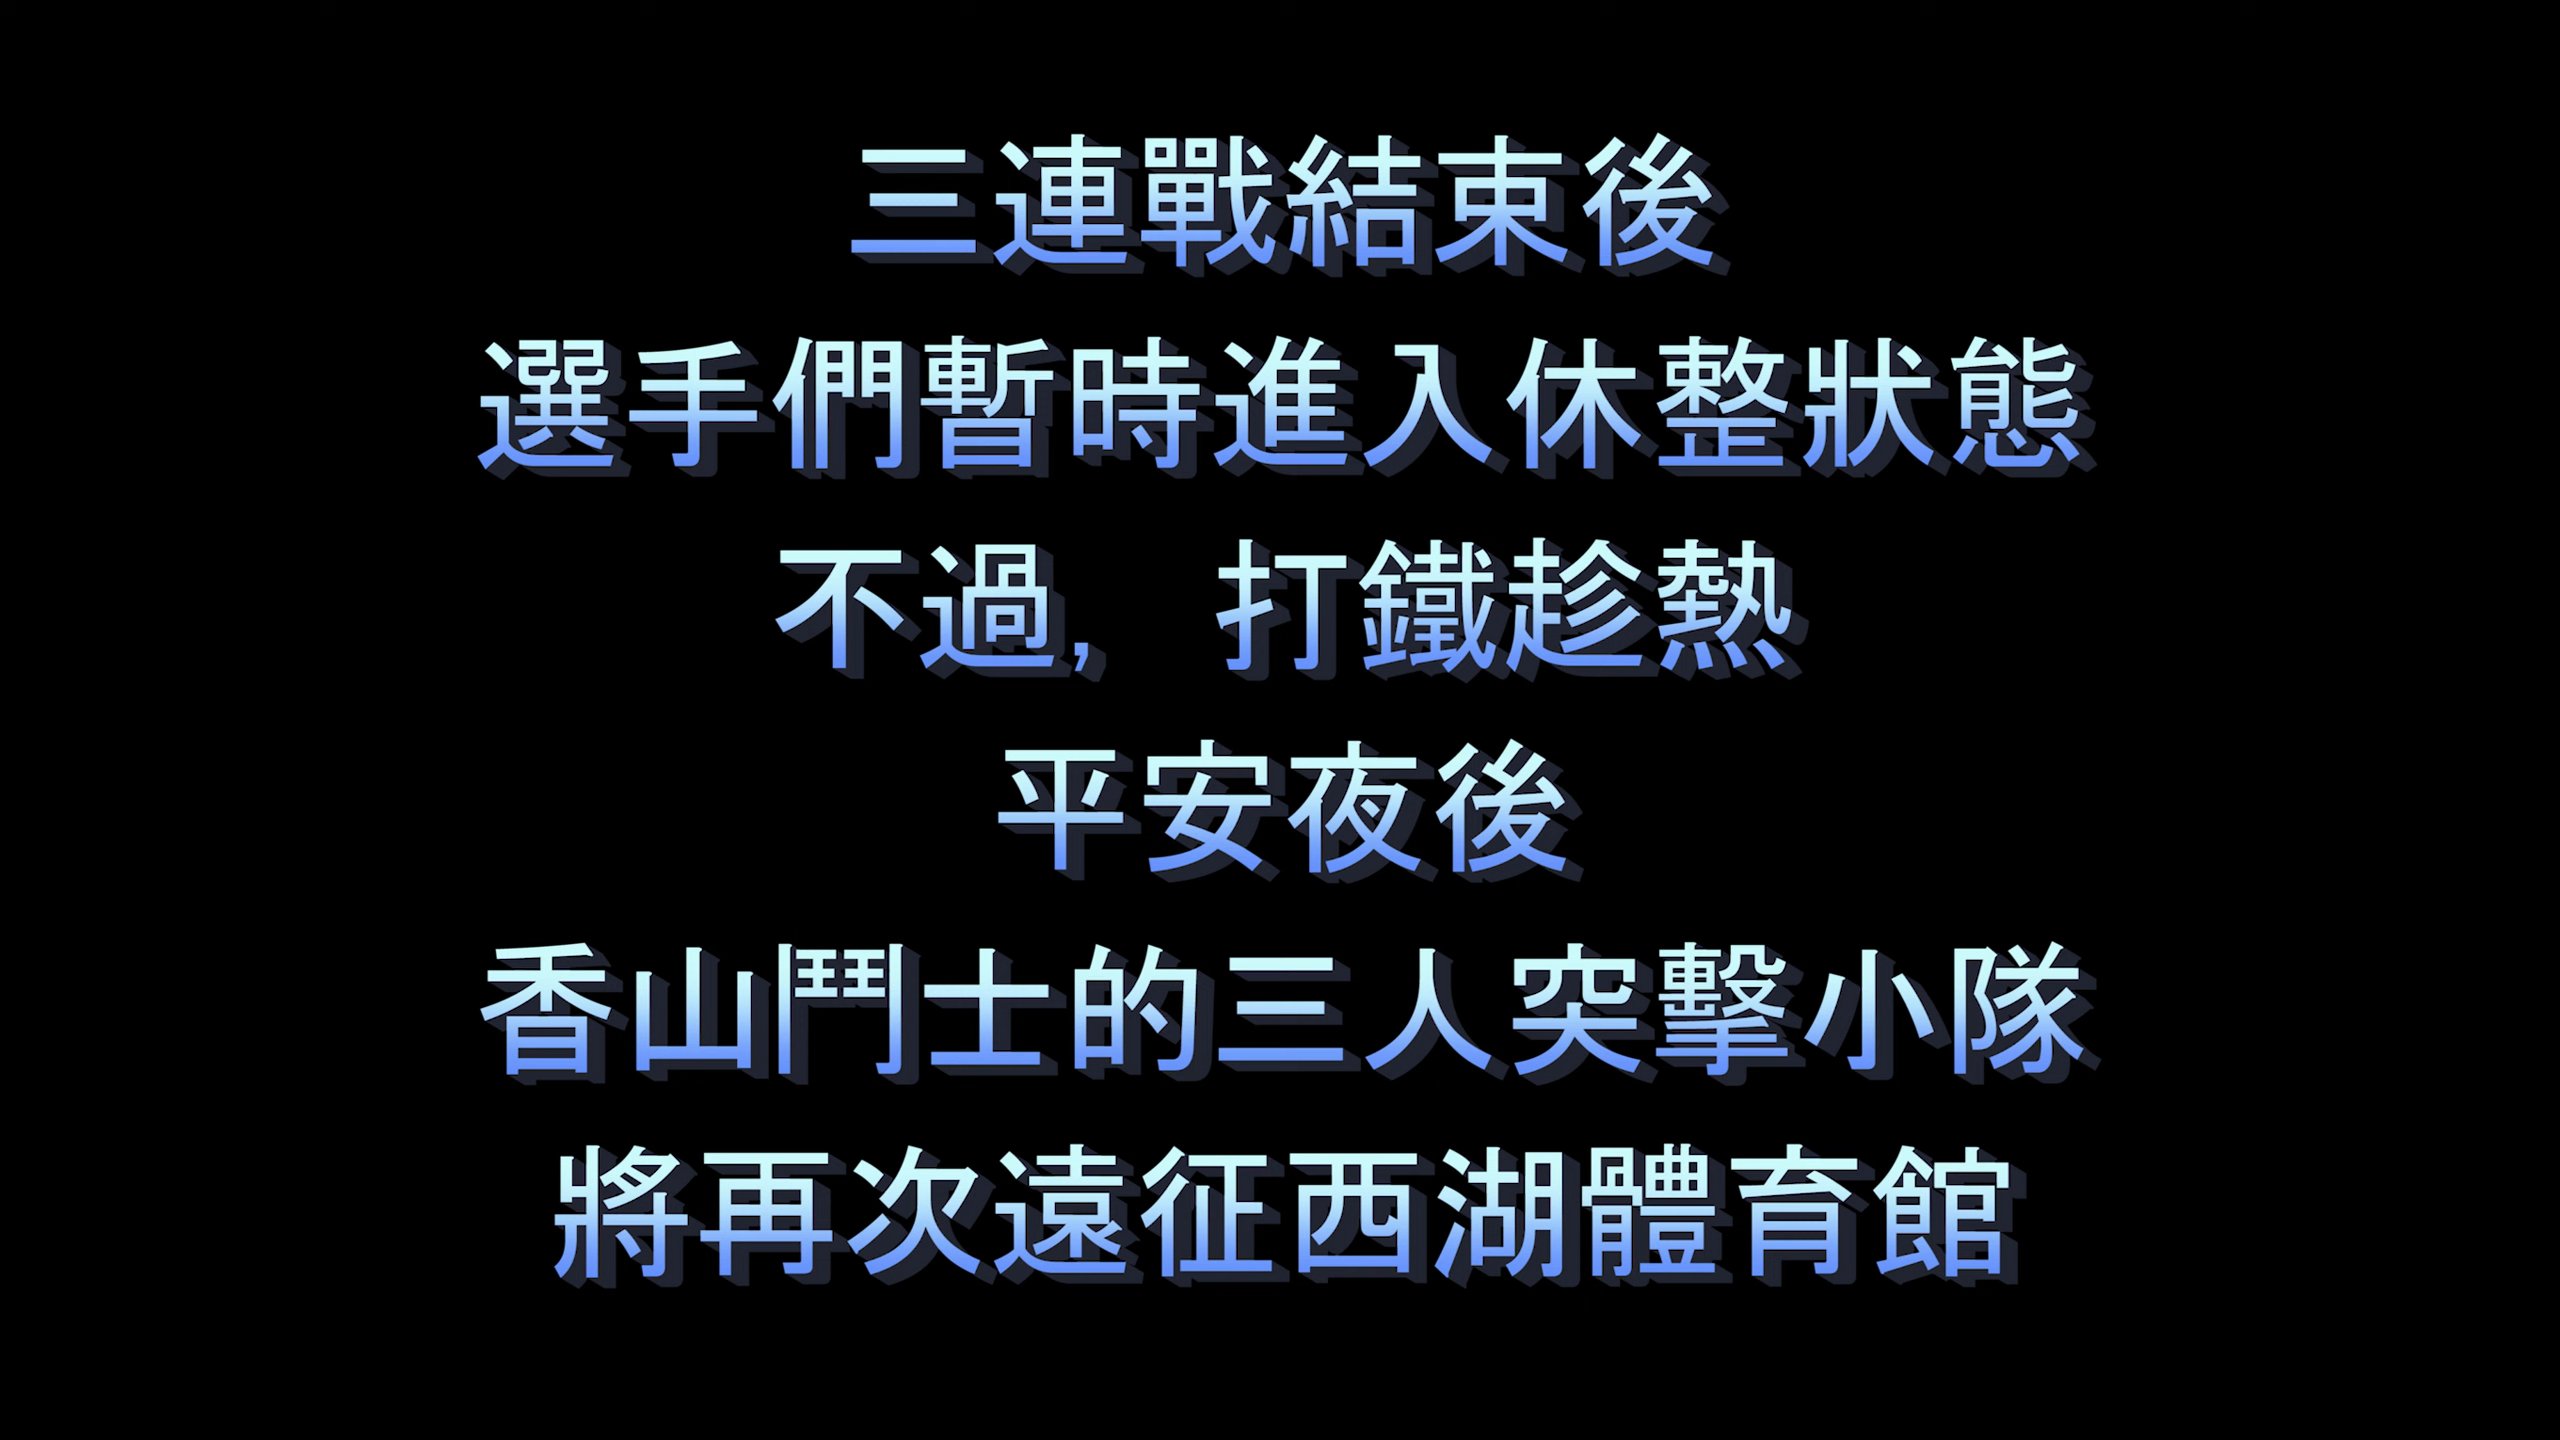 三連戰結束後
選手們暫時進入休整狀態
不過，打鐵趁熱
平安夜後
香山鬥士的三人突擊小隊
將再次遠征西湖體育館